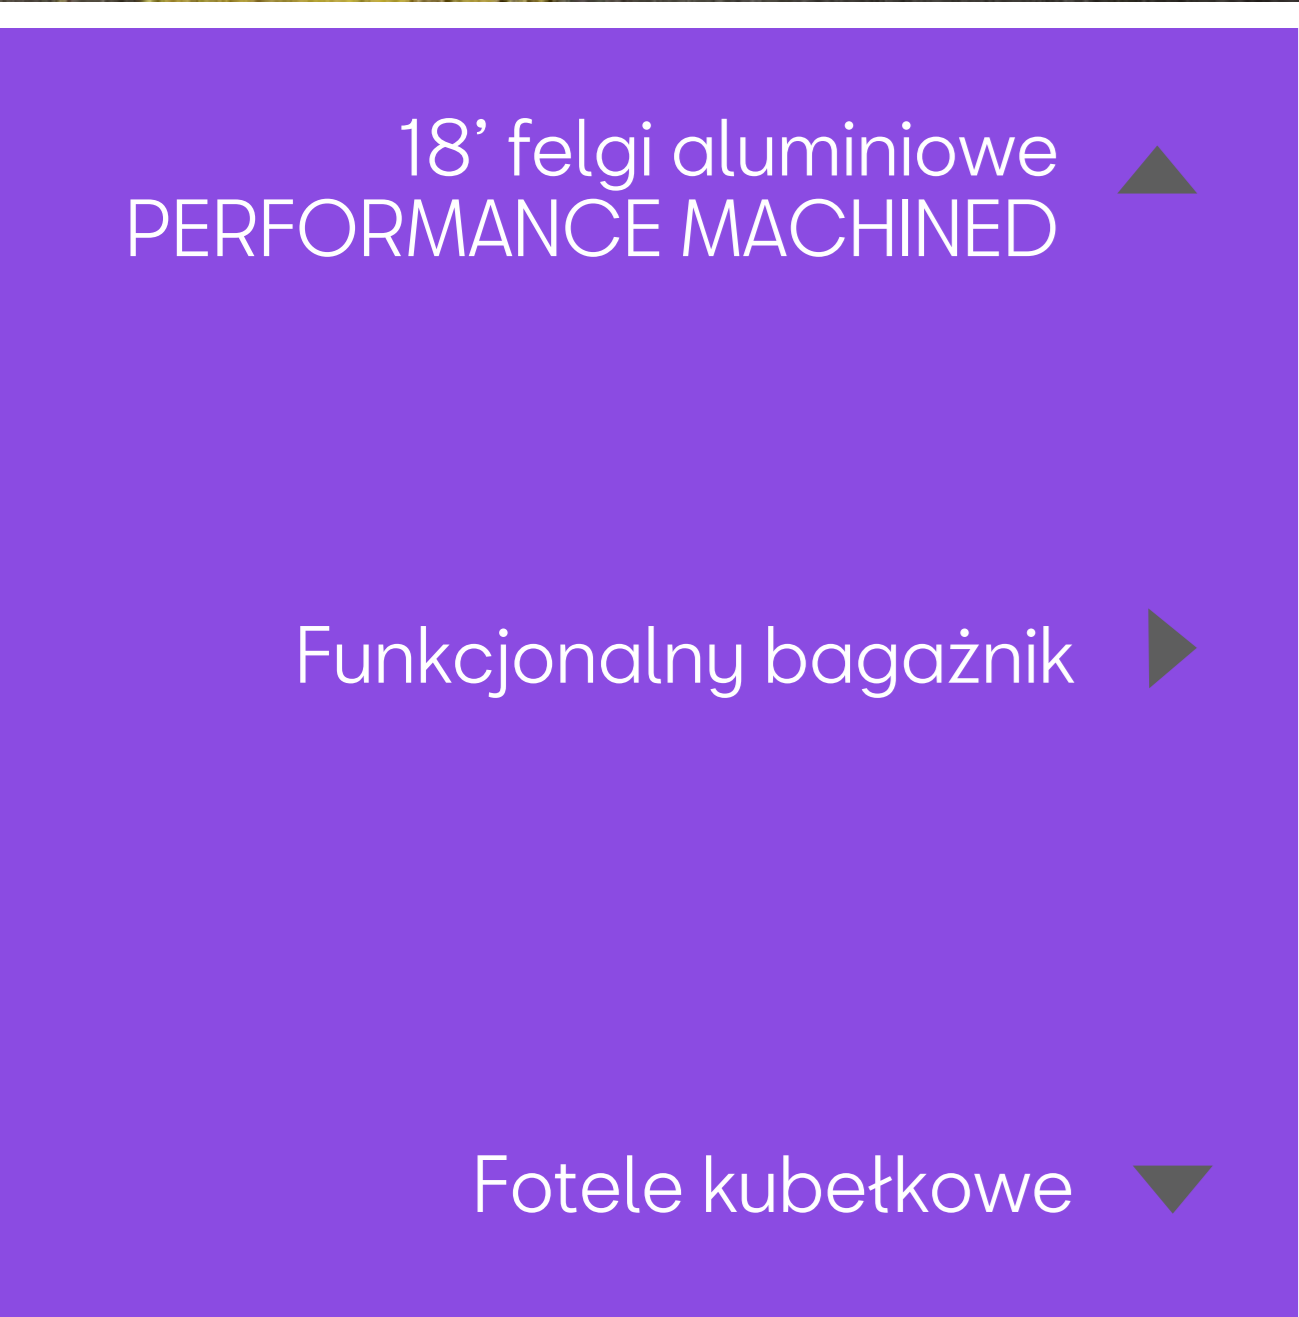 18’ felgi aluminiowe
PERFORMANCE MACHINED
Funkcjonalny bagażnik
Fotele kubełkowe